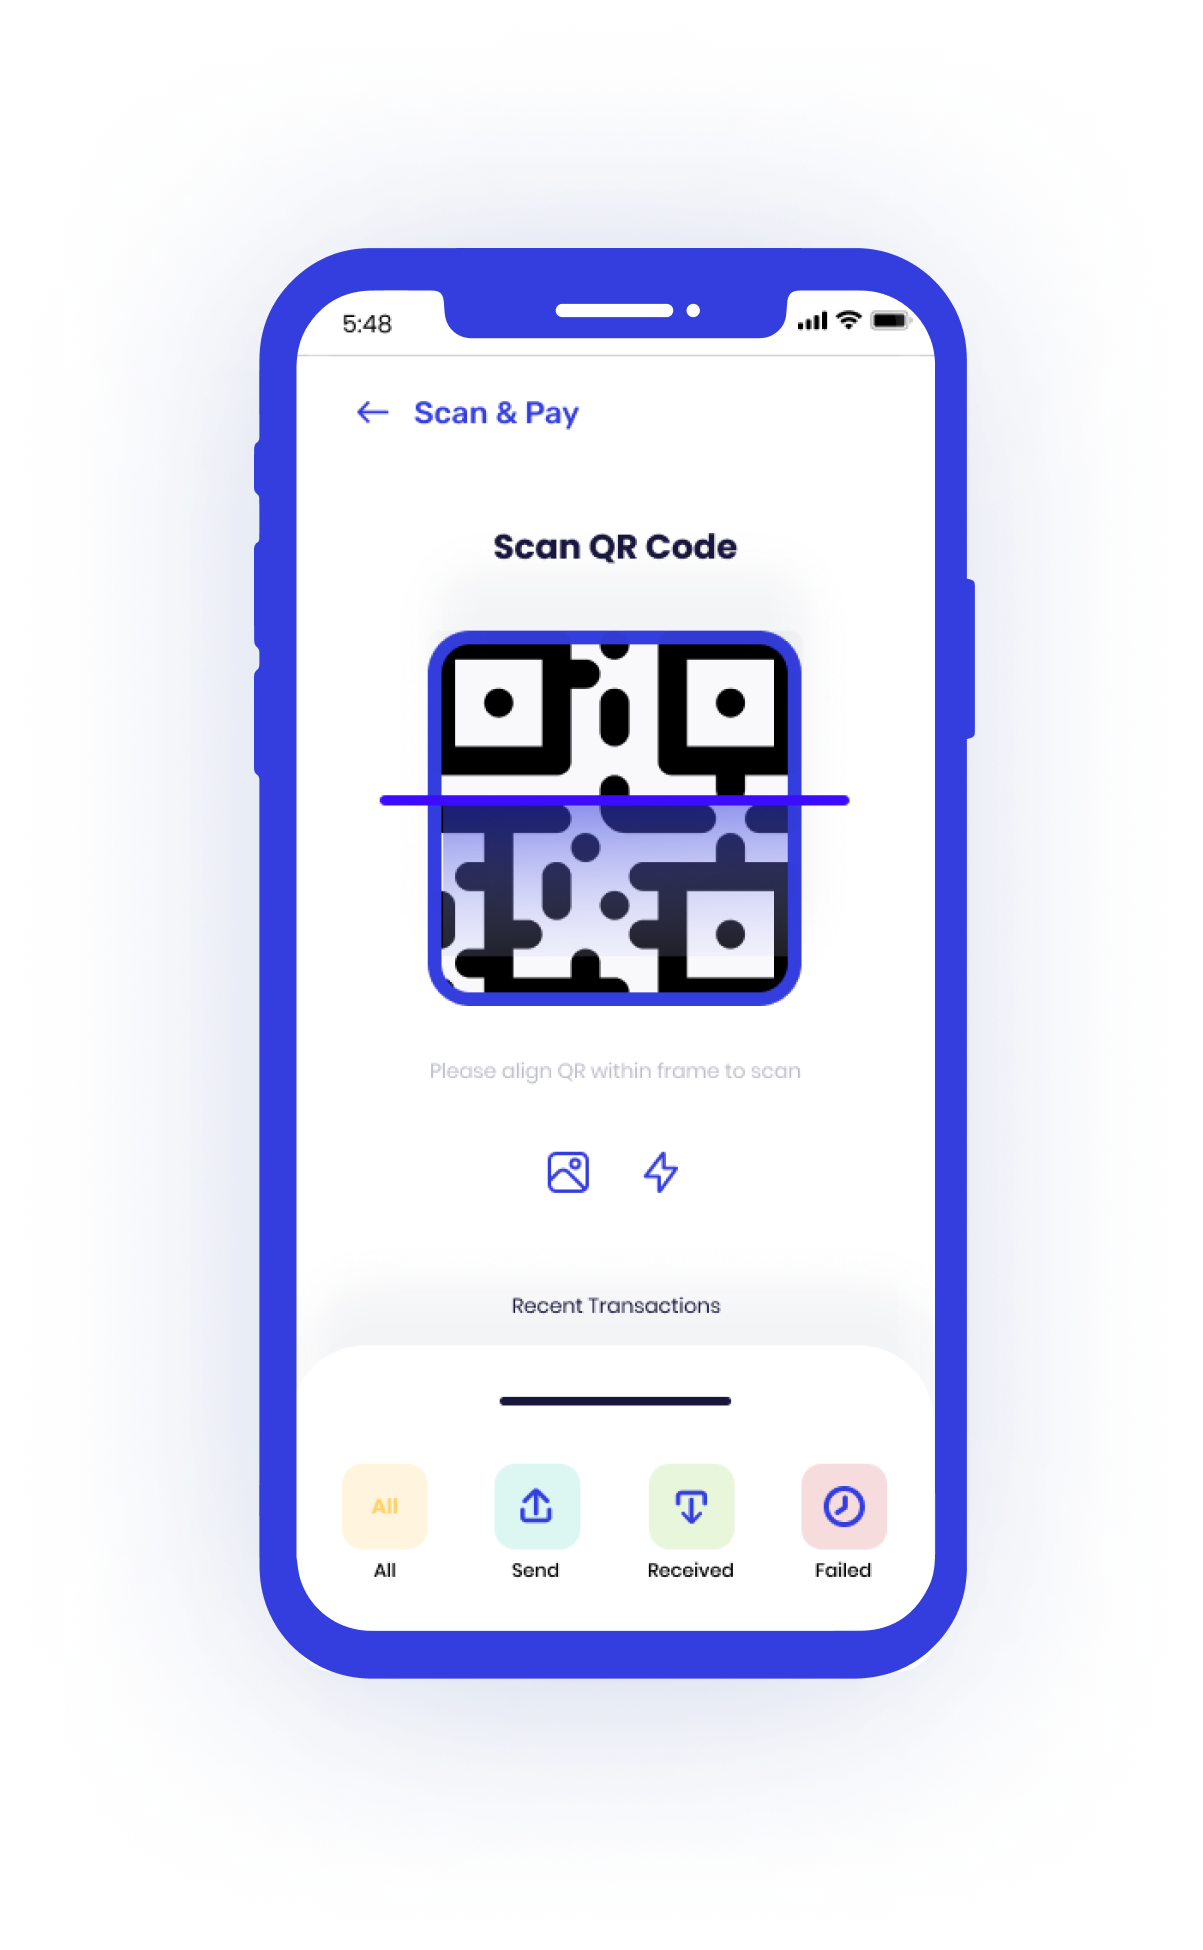 5:48
Scan & Pay
Scan QR Code
Please align QR within frame to scan
Recent Transactions
All
All
Send
Received
Failed